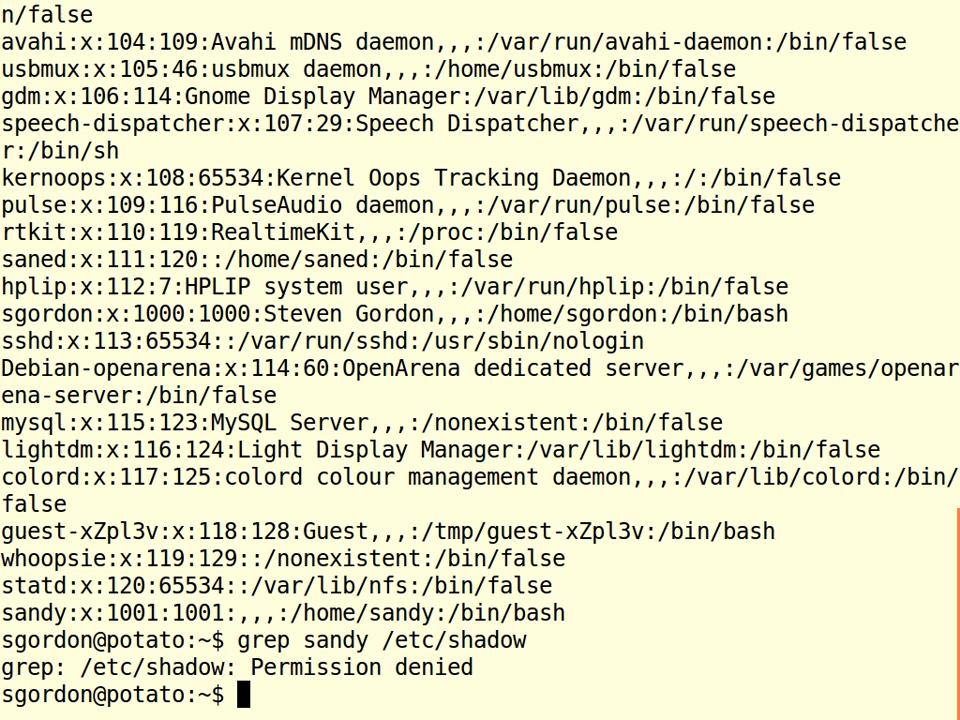 n/false
avahi:x:104:109:Avahi mDNS daemon,,,:/var/run/avahi-daemon:/bin/false
usbmux:x:105:46:usbmux daemon,,,:/home/usbmux:/bin/false
gdm:x:106:114:Gnome Display Manager:/var/lib/gdm:/bin/false
speech-dispatcher:x:107:29:Speech Dispatcher,,,:/var/run/speech-dispatche
r:/bin/sh
kernoops:x:108:65534:Kernel Oops Tracking Daemon,,,:/:/bin/false
pulse:x:109:116:PulseAudio daemon,,,:/var/run/pulse:/bin/false
rtkit:x:110:119:RealtimeKit,,,:/proc:/bin/false
saned:x:111:120::/home/saned:/bin/false
hplip:x:112:7:HPLIP system user,,,:/var/run/hplip:/bin/false
sgordon:x:1000:1000:Steven Gordon,,,:/home/sgordon:/bin/bash
sshd:x:113:65534::/var/run/sshd:/usr/sbin/nologin
Debian-openarena:x:114:60:OpenArena dedicated server,,,:/var/games/openar
ena-server:/bin/false
mysql:x:115:123:MySQL Server,,,:/nonexistent:/bin/false
lightdm:x:116:124:Light Display Manager:/var/lib/lightdm:/bin/false
colord:x:117:125:colord colour management daemon,,,:/var/lib/colord:/bin/
false
guest-xZpl3v:x:118:128:Guest,,,:/tmp/guest-xZpl3v:/bin/bash
whoopsie:x:119:129::/nonexistent:/bin/false
statd:x:120:65534::/var/lib/nfs:/bin/false
sandy:x:1001:1001:,,,:/home/sandy:/bin/bash
sgordon@potato:~$ grep sandy /etc/shadow
grep: /etc/shadow: Permission denied
sgordon@potato:~$